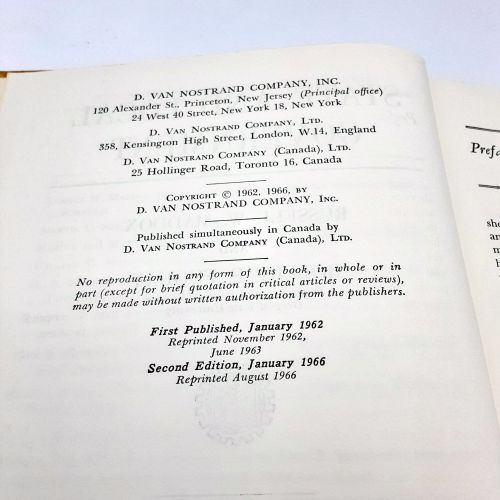 D. VAN NOSTRAND COMPANY, INC.
120 Alexander St., Princeton, New Jersey (Principal office)
24 West 40 Street, New York 18, New York
D. VAN NOSTRAND COMPANY, LTD.
358, Kensington High Street, London, W.14, England
D. VAN NOSTRAND COMPANY (Canada), LTD.
25 Hollinger Road, Toronto 16, Canada
COPYRIGHT © 1962, 1966, BY
D. VAN NOSTRAND COMPANY, INC.
Published simultaneously in Canada by
D. VAN NOSTRAND COMPANY (Canada), LTD.
No reproduction in any form of this book, in whole or in
part (except for brief quotation in critical articles or reviews),
may be made without written authorization from the publishers.
First Published, January 1962
Reprinted November 1962,
June 1963
Second Edition, January 1966
Reprinted August 1966